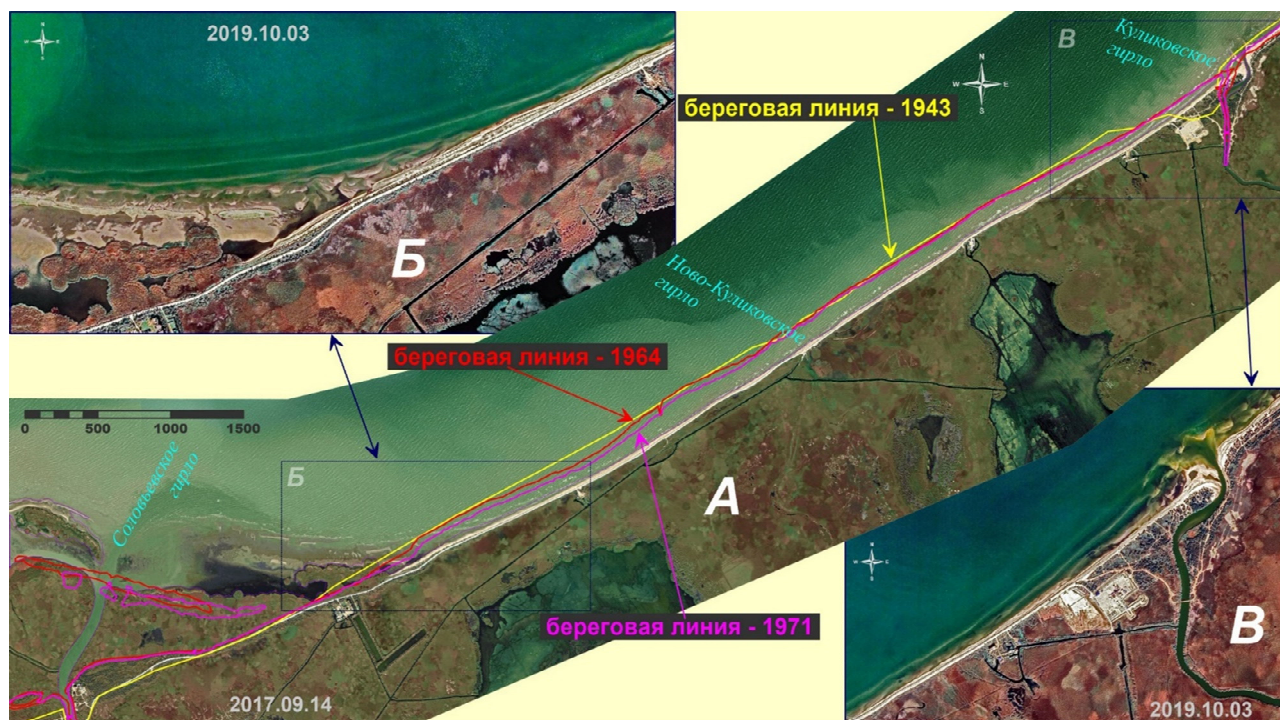 2019.10.03
N
W E
S
Б
В
Куликовское
гирло
N
W E
S
береговая линия - 1943
Ново-Куликовское
гирло
береговая линия - 1964
0 500 1000 1500
Соловьевское
гирло
Б
А
береговая линия - 1971
2017.09.14
N
W E
S
В
2019.10.03